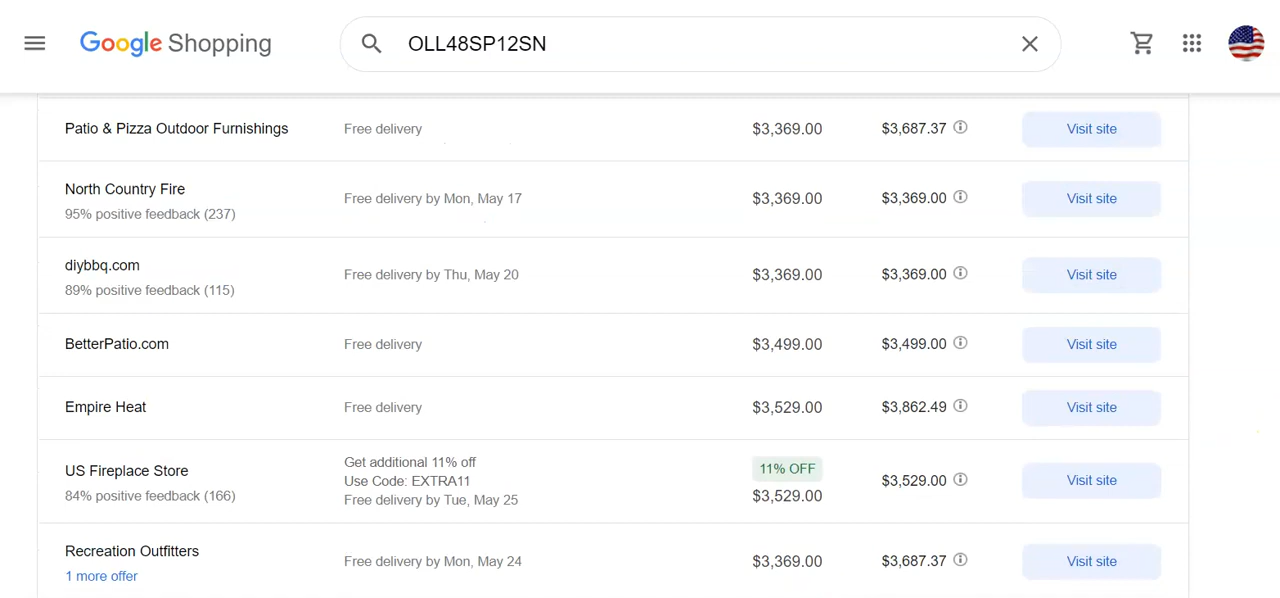 Google Shopping
OLL48SP12SN
Patio & Pizza Outdoor Furnishings Free delivery $3,369.00 $3,687.37 Visit site
North Country Fire
95% positive feedback (237)
Free delivery by Mon, May 17 $3,369.00 $3,369.00 Visit site
diybbq.com
89% positive feedback (115)
Free delivery by Thu, May 20 $3,369.00 $3,369.00 Visit site
BetterPatio.com Free delivery $3,499.00 $3,499.00 Visit site
Empire Heat Free delivery $3,529.00 $3,862.49 Visit site
US Fireplace Store
84% positive feedback (166)
Get additional 11% off
Use Code: EXTRA11
Free delivery by Tue, May 25
11% OFF
$3,529.00 $3,529.00 Visit site
Recreation Outfitters
1 more offer
Free delivery by Mon, May 24 $3,369.00 $3,687.37 Visit site